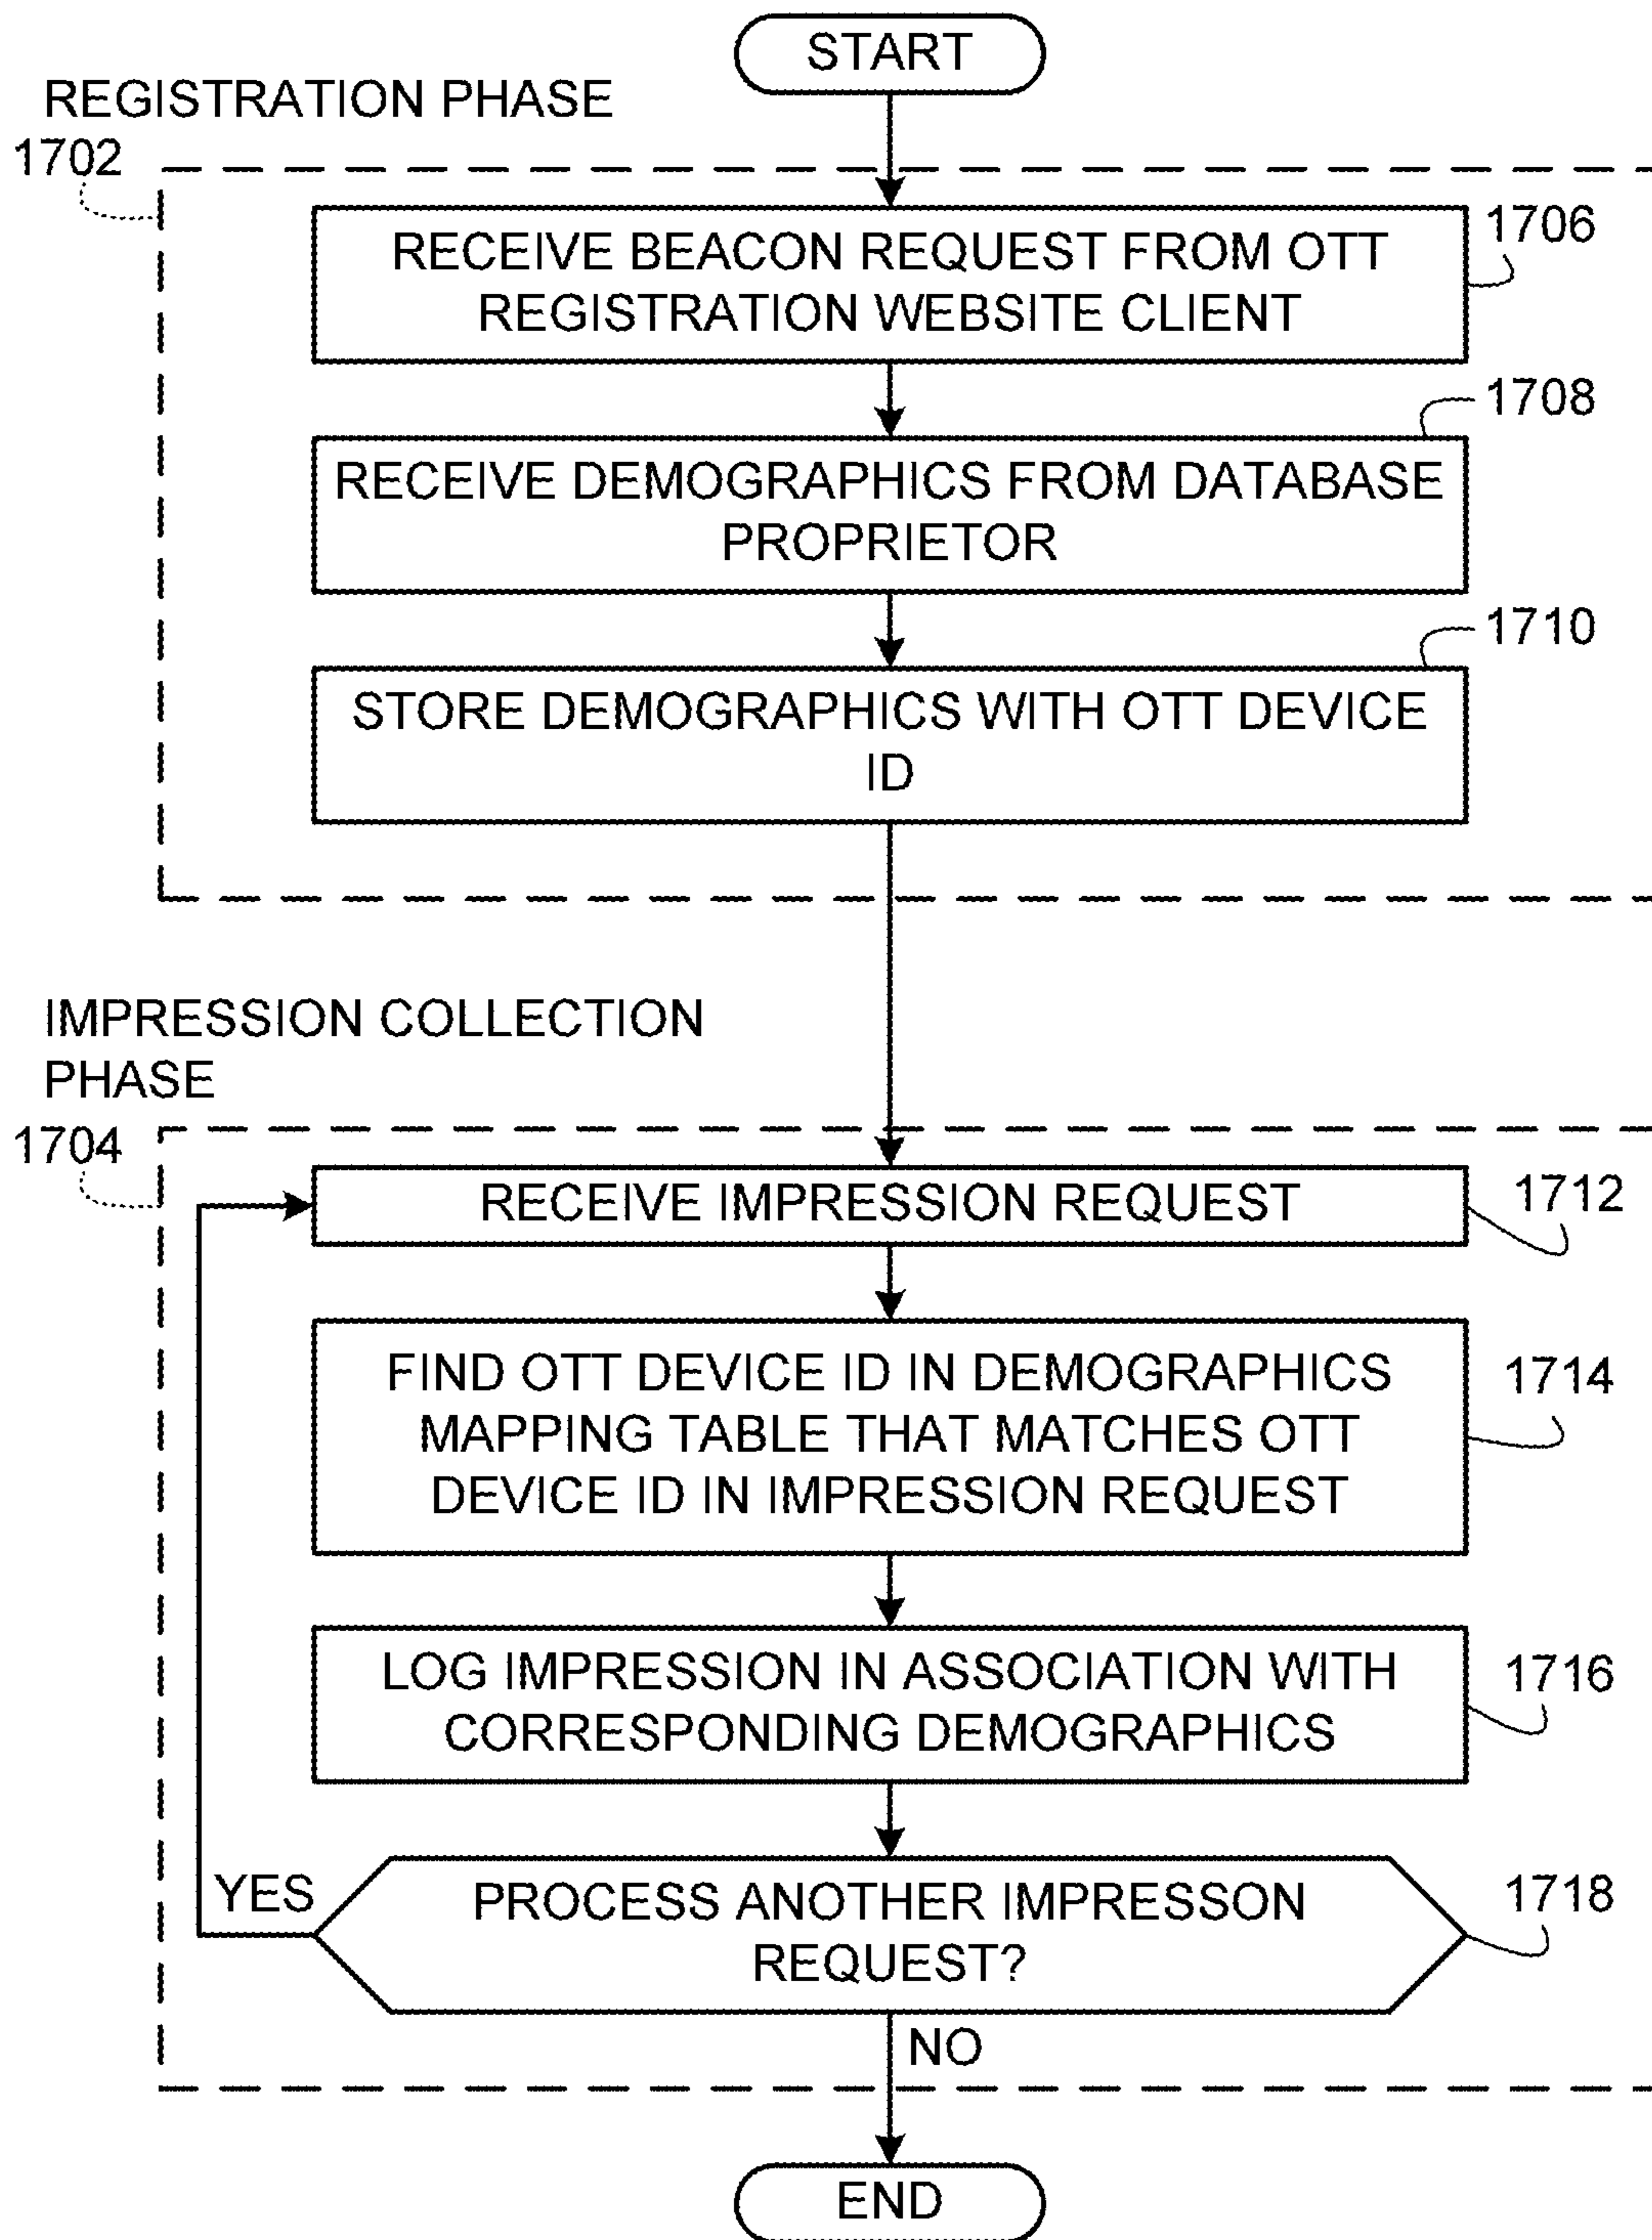 START
REGISTRATION PHASE
1702
RECEIVE BEACON REQUEST FROM OTT
REGISTRATION WEBSITE CLIENT
1706
RECEIVE DEMOGRAPHICS FROM DATABASE
PROPRIETOR
1708
STORE DEMOGRAPHICS WITH OTT DEVICE
ID
1710
IMPRESSION COLLECTION
PHASE
1704
RECEIVE IMPRESSION REQUEST
1712
FIND OTT DEVICE ID IN DEMOGRAPHICS
MAPPING TABLE THAT MATCHES OTT
DEVICE ID IN IMPRESSION REQUEST
1714
LOG IMPRESSION IN ASSOCIATION WITH
CORRESPONDING DEMOGRAPHICS
1716
YES
PROCESS ANOTHER IMPRESSON
REQUEST?
1718
NO
END